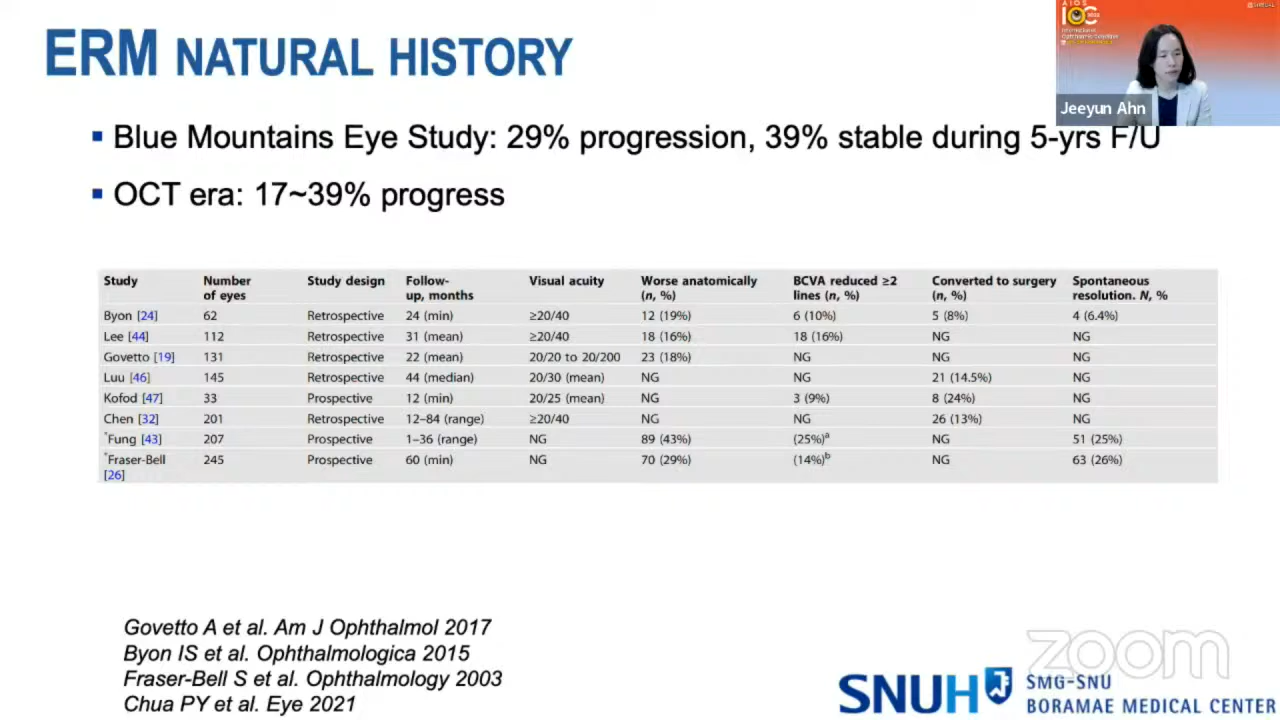 ERM NATURAL HISTORY
AIOS
IOC
Jeeyun Ahn
▪ Blue Mountains Eye Study: 29% progression, 39% stable during 5-yrs F/U
▪ OCT era: 17~39% progress
Study Number of eyes Study design Follow-up, months Visual acuity Worse anatomically (n, %) BCVA reduced ≥2 lines (n, %) Converted to surgery (n, %) Spontaneous resolution. N, %
Byon [24] 62 Retrospective 24 (min) ≥20/40 12 (19%) 6 (10%) 5 (8%) 4 (6.4%)
Lee [44] 112 Retrospective 31 (mean) ≥20/40 18 (16%) 18 (16%) NG NG
Govetto [19] 131 Retrospective 22 (mean) 20/20 to 20/200 23 (18%) NG NG NG
Luu [46] 145 Retrospective 44 (median) 20/30 (mean) NG NG 21 (14.5%) NG
Kofod [47] 33 Prospective 12 (min) 20/25 (mean) NG 3 (9%) 8 (24%) NG
Chen [32] 201 Retrospective 12–84 (range) ≥20/40 NG NG 26 (13%) NG
*Fung [43] 207 Prospective 1–36 (range) NG 89 (43%) (25%)a NG 51 (25%)
*Fraser-Bell [26] 245 Prospective 60 (min) NG 70 (29%) (14%)b NG 63 (26%)
Govetto A et al. Am J Ophthalmol 2017
Byon IS et al. Ophthalmologica 2015
Fraser-Bell S et al. Ophthalmology 2003
Chua PY et al. Eye 2021
zoom
SNUH
SMG-SNU
BORAMAE MEDICAL CENTER